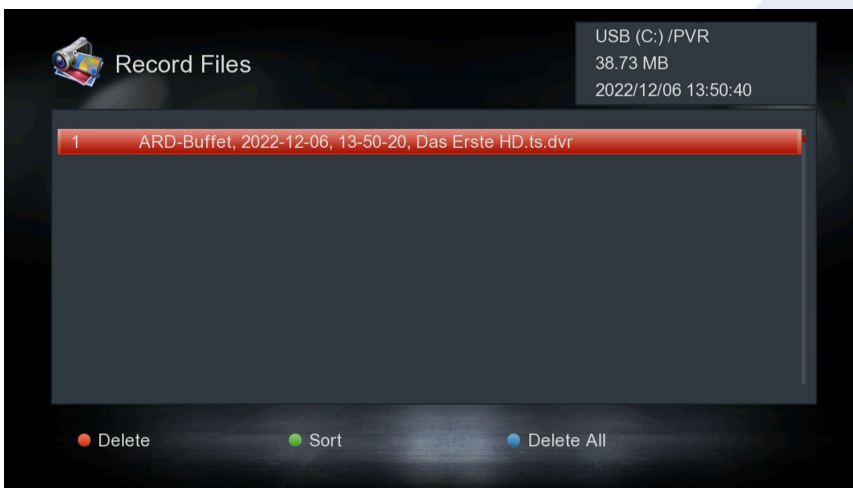 Record Files
USB (C:) /PVR
38.73 MB
2022/12/06 13:50:40
1 ARD-Buffet, 2022-12-06, 13-50-20, Das Erste HD.ts.dvr
Delete Sort Delete All